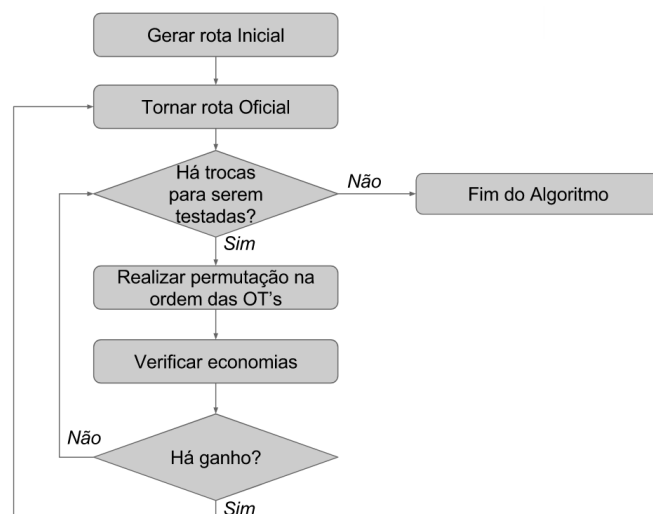 Gerar rota Inicial
Tornar rota Oficial
Há trocas
para serem
testadas?
Não
Fim do Algoritmo
Sim
Realizar permutação na
ordem das OT's
Verificar economias
Não
Há ganho?
Sim